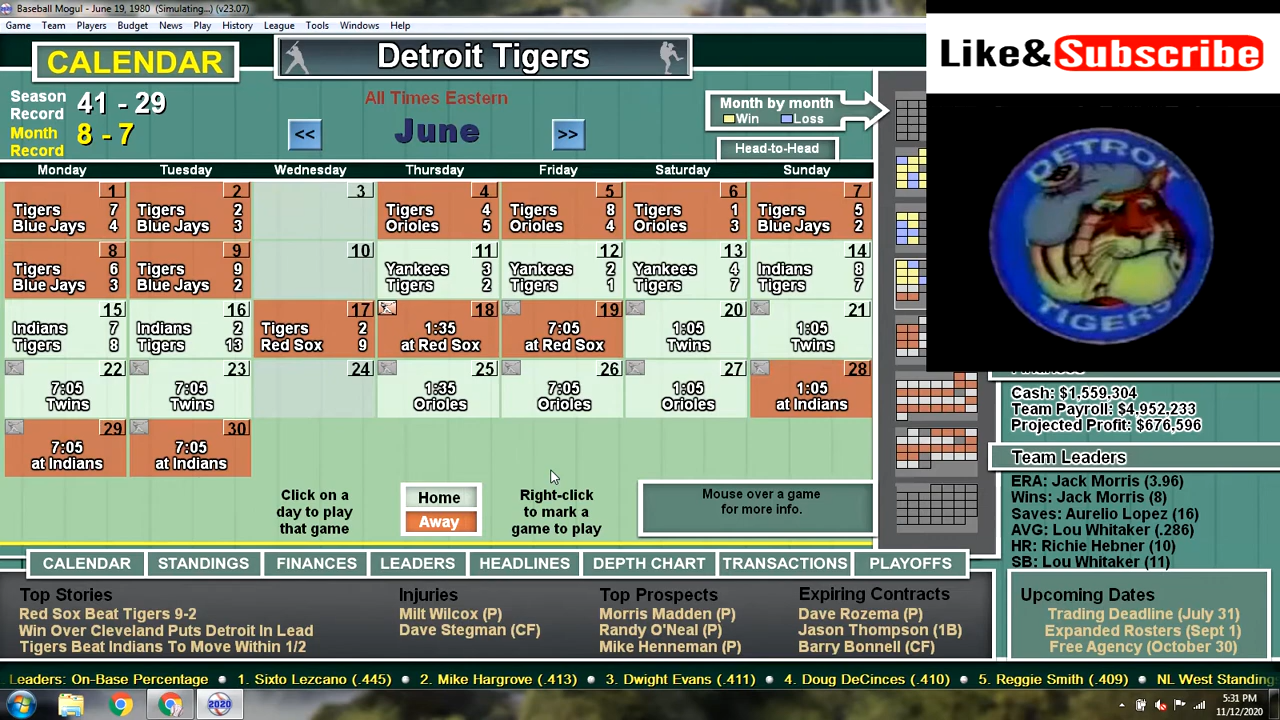 Baseball Mogul - June 19, 1980 (Simulating...) (v23.07)
Game Team Players Budget News Play History League Tools Windows Help
CALENDAR
Detroit Tigers
Season Record 41 - 29
Month Record 8 - 7
All Times Eastern
<< June >>
Month by month
Win Loss
Head-to-Head
Monday Tuesday Wednesday Thursday Friday Saturday Sunday
1 2 3 4 5 6 7
Tigers 7 Tigers 2 Tigers 4 Tigers 8 Tigers 1 Tigers 5
Blue Jays 4 Blue Jays 3 Orioles 5 Orioles 4 Orioles 3 Blue Jays 2
8 9 10 11 12 13 14
Tigers 6 Tigers 9 Yankees 3 Yankees 2 Yankees 4 Indians 8
Blue Jays 3 Blue Jays 2 Tigers 2 Tigers 1 Tigers 7 Tigers 7
15 16 17 18 19 20 21
Indians 7 Indians 2 Tigers 2 1:35 7:05 1:05 1:05
Tigers 8 Tigers 13 Red Sox 9 at Red Sox at Red Sox Twins Twins
22 23 24 25 26 27 28
7:05 7:05 1:35 7:05 1:05 1:05
Twins Twins Orioles Orioles Orioles at Indians
29 30
7:05 7:05
at Indians at Indians
Click on a
day to play
that game
Home
Away
Right-click
to mark a
game to play
Mouse over a game
for more info.
Like& Subscribe
DETROIT
TIGERS
Cash: $1,559,304
Team Payroll: $4,952,233
Projected Profit: $676,596
Team Leaders
ERA: Jack Morris (3.96)
Wins: Jack Morris (8)
Saves: Aurelio Lopez (16)
AVG: Lou Whitaker (.286)
HR: Richie Hebner (10)
SB: Lou Whitaker (11)
CALENDAR STANDINGS FINANCES LEADERS HEADLINES DEPTH CHART TRANSACTIONS PLAYOFFS
Top Stories
Red Sox Beat Tigers 9-2
Win Over Cleveland Puts Detroit In Lead
Tigers Beat Indians To Move Within 1/2
Injuries
Milt Wilcox (P)
Dave Stegman (CF)
Top Prospects
Morris Madden (P)
Randy O'Neal (P)
Mike Henneman (P)
Expiring Contracts
Dave Rozema (P)
Jason Thompson (1B)
Barry Bonnell (CF)
Upcoming Dates
Trading Deadline (July 31)
Expanded Rosters (Sept 1)
Free Agency (October 30)
Leaders: On-Base Percentage 1. Sixto Lezcano (.445) 2. Mike Hargrove (.413) 3. Dwight Evans (.411) 4. Doug DeCinces (.410) 5. Reggie Smith (.409) NL West Standing
2020
5:31 PM
11/12/2020